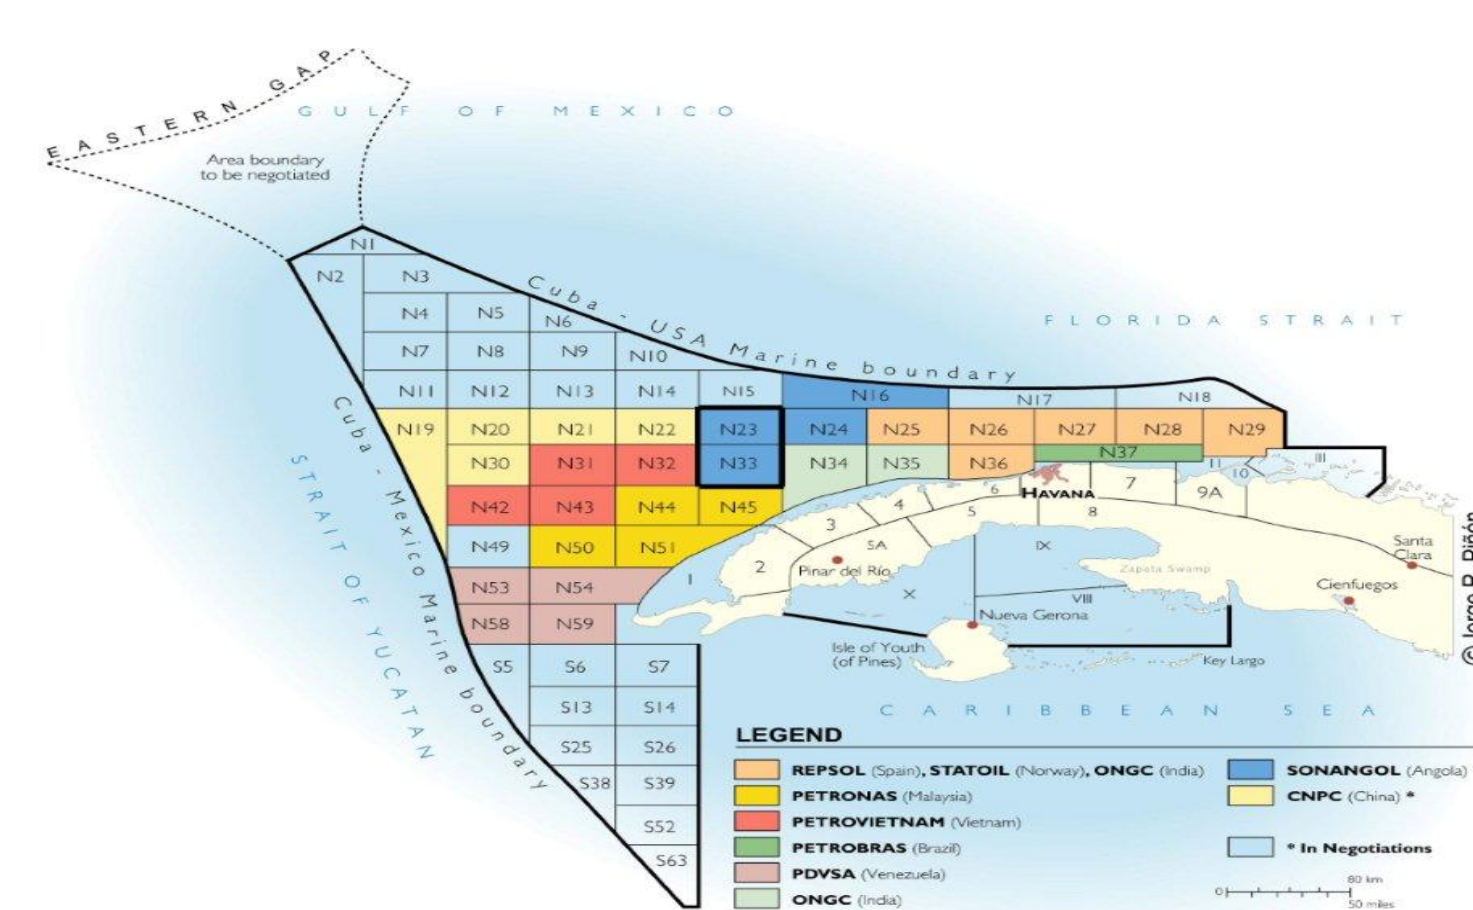 EASTERN GAP
GULF OF MEXICO
Area boundary
to be negotiated
N1
N2 N3
Cuba - USA Marine boundary
N4 N5 N6
FLORIDA STRAIT
N7 N8 N9 N10
N11 N12 N13 N14 N15 N16 N17 N18
Cuba - Mexico Marine boundary
STRAIT OF YUCATAN
N19 N20 N21 N22 N23 N24 N25 N26 N27 N28 N29
N37
N30 N31 N32 N33 N34 N35 N36
11 10 III
HAVANA
6 7 9A
N42 N43 N44 N45
3 4 5 8
N49 N50 N51
5A IX
Santa
Clara
1 2
Pinar del Río
Zapata Swamp
N53 N54
Cienfuegos
X VIII
Nueva Gerona
N58 N59
Isle of Youth
(of Pines)
Key Largo
S5 S6 S7
S13 S14
CARIBBEAN SEA
S25 S26
S38 S39
S52
S63
LEGEND
REPSOL (Spain), STATOIL (Norway), ONGC (India)
PETRONAS (Malaysia)
PETROVIETNAM (Vietnam)
PETROBRAS (Brazil)
PDVSA (Venezuela)
ONGC (India)
SONANGOL (Angola)
CNPC (China) *
* In Negotiations
80 km
0
50 miles
© Jorge R. Piñón